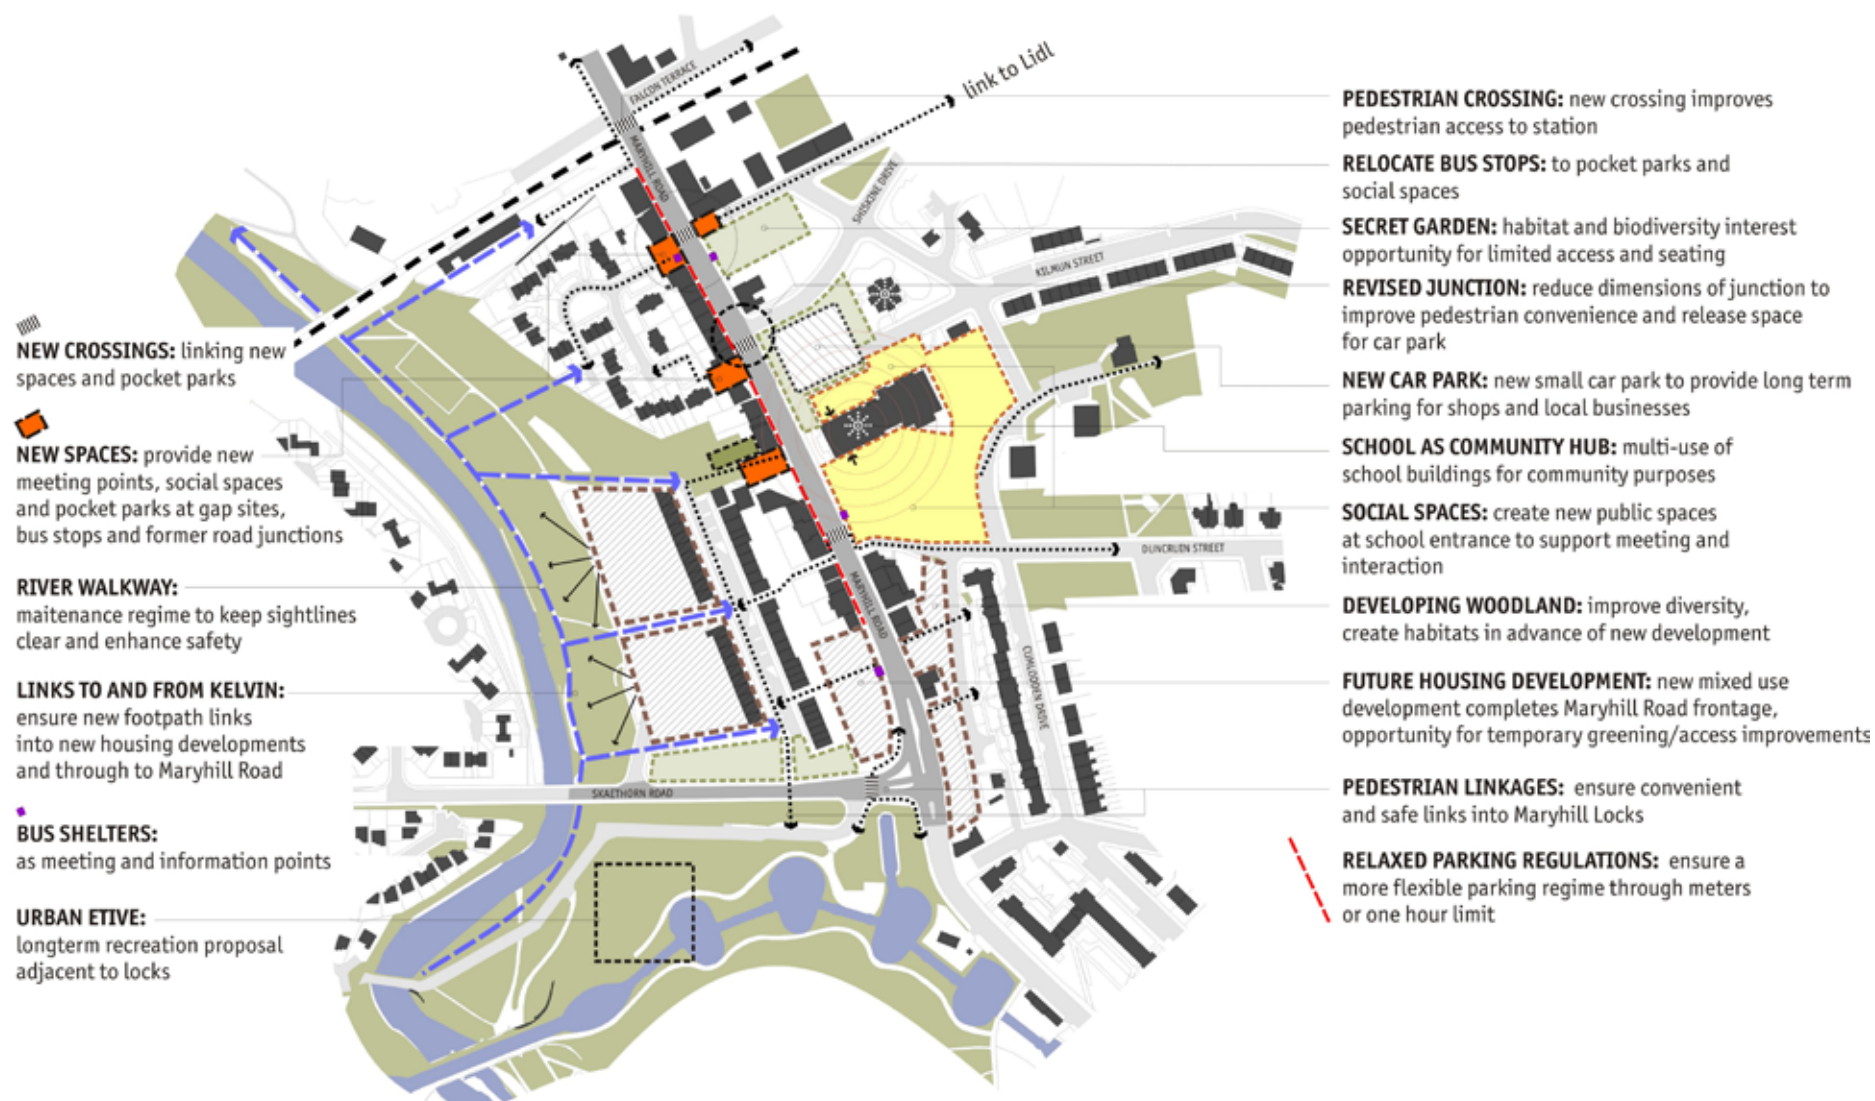 FALCON TERRACE
MARYHILL ROAD
link to Lidl
SHISKINE DRIVE
KILMUN STREET
DUNCRUIN STREET
MARYHILL ROAD
CUMLODDEN DRIVE
SKAETHORN ROAD
NEW CROSSINGS: linking new
spaces and pocket parks
NEW SPACES: provide new
meeting points, social spaces
and pocket parks at gap sites,
bus stops and former road junctions
RIVER WALKWAY:
maitenance regime to keep sightlines
clear and enhance safety
LINKS TO AND FROM KELVIN:
ensure new footpath links
into new housing developments
and through to Maryhill Road
BUS SHELTERS:
as meeting and information points
URBAN ETIVE:
longterm recreation proposal
adjacent to locks
PEDESTRIAN CROSSING: new crossing improves
pedestrian access to station
RELOCATE BUS STOPS: to pocket parks and
social spaces
SECRET GARDEN: habitat and biodiversity interest
opportunity for limited access and seating
REVISED JUNCTION: reduce dimensions of junction to
improve pedestrian convenience and release space
for car park
NEW CAR PARK: new small car park to provide long term
parking for shops and local businesses
SCHOOL AS COMMUNITY HUB: multi-use of
school buildings for community purposes
SOCIAL SPACES: create new public spaces
at school entrance to support meeting and
interaction
DEVELOPING WOODLAND: improve diversity,
create habitats in advance of new development
FUTURE HOUSING DEVELOPMENT: new mixed use
development completes Maryhill Road frontage,
opportunity for temporary greening/access improvements
PEDESTRIAN LINKAGES: ensure convenient
and safe links into Maryhill Locks
RELAXED PARKING REGULATIONS: ensure a
more flexible parking regime through meters
or one hour limit